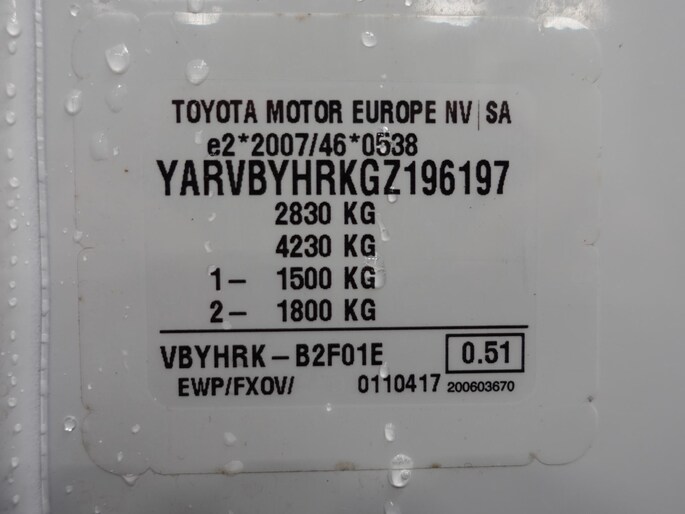 TOYOTA MOTOR EUROPE NV|SA
e2*2007/46*0538
YARVBYHRKGZ196197
2830 KG
4230 KG
1- 1500 KG
2- 1800 KG
VBYHRK-B2F01E 0.51
EWP/FXOV/ 0110417 200603670